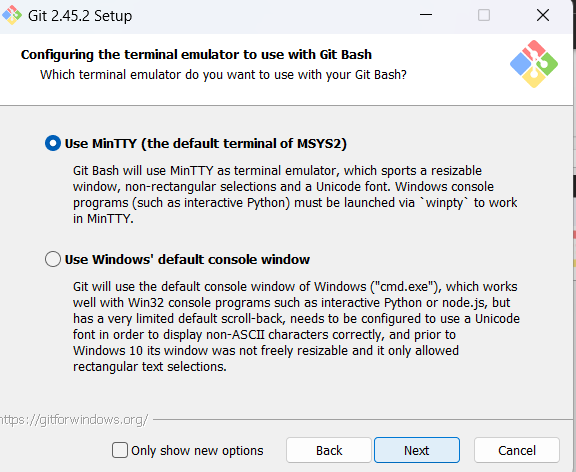 Git 2.45.2 Setup
Configuring the terminal emulator to use with Git Bash
Which terminal emulator do you want to use with your Git Bash?
Use MinTTY (the default terminal of MSYS2)
Git Bash will use MinTTY as terminal emulator, which sports a resizable
window, non-rectangular selections and a Unicode font. Windows console
programs (such as interactive Python) must be launched via `winpty` to work
in MinTTY.
Use Windows' default console window
Git will use the default console window of Windows ("cmd.exe"), which works
well with Win32 console programs such as interactive Python or node.js, but
has a very limited default scroll-back, needs to be configured to use a Unicode
font in order to display non-ASCII characters correctly, and prior to
Windows 10 its window was not freely resizable and it only allowed
rectangular text selections.
https://gitforwindows.org/
Only show new options
Back
Next
Cancel